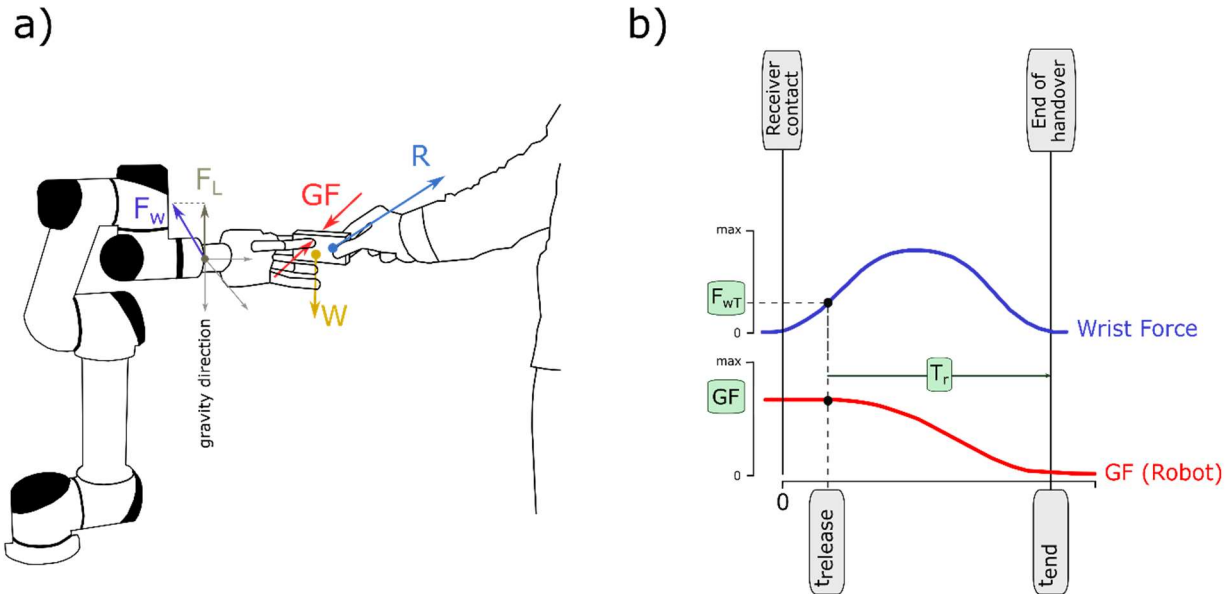 a)
F_L
F_w
GF
R
W
gravity direction
b)
Receiver
contact
End of
handover
max
F_wT
0
Wrist Force
max
T_r
GF
0
GF (Robot)
0
t_release
t_end